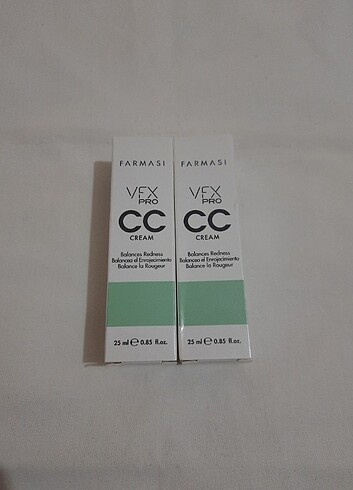 FARMASI
VFX
PRO
CC
CREAM
Balances Redness
Balancea el Enrojecimiento
Balance la Rougeur
25 ml ℮ 0.85 fl.oz.
FARMASI
VFX
PRO
CC
CREAM
Balances Redness
Balancea el Enrojecimiento
Balance la Rougeur
25 ml ℮ 0.85 fl.oz.